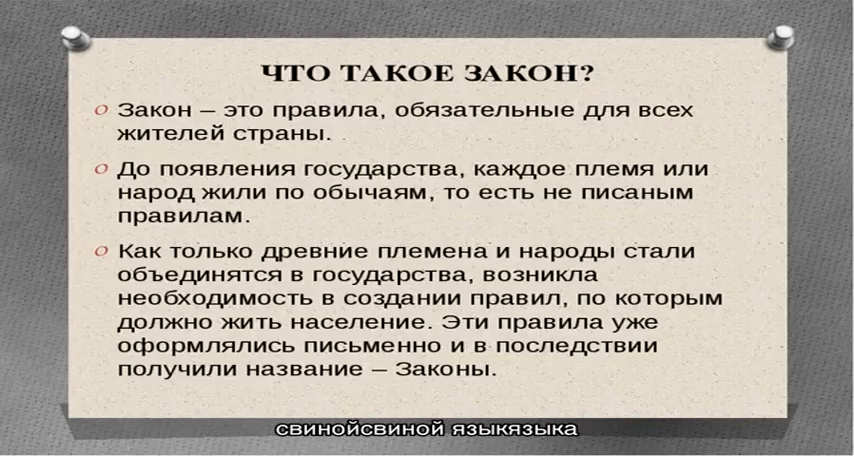 ЧТО ТАКОЕ ЗАКОН?
о Закон – это правила, обязательные для всех
жителей страны.
о До появления государства, каждое племя или
народ жили по обычаям, то есть не писаным
правилам.
о Как только древние племена и народы стали
объединятся в государства, возникла
необходимость в создании правил, по которым
должно жить население. Эти правила уже
оформлялись письменно и в последствии
получили название – Законы.
свинойсвиной языкязыка